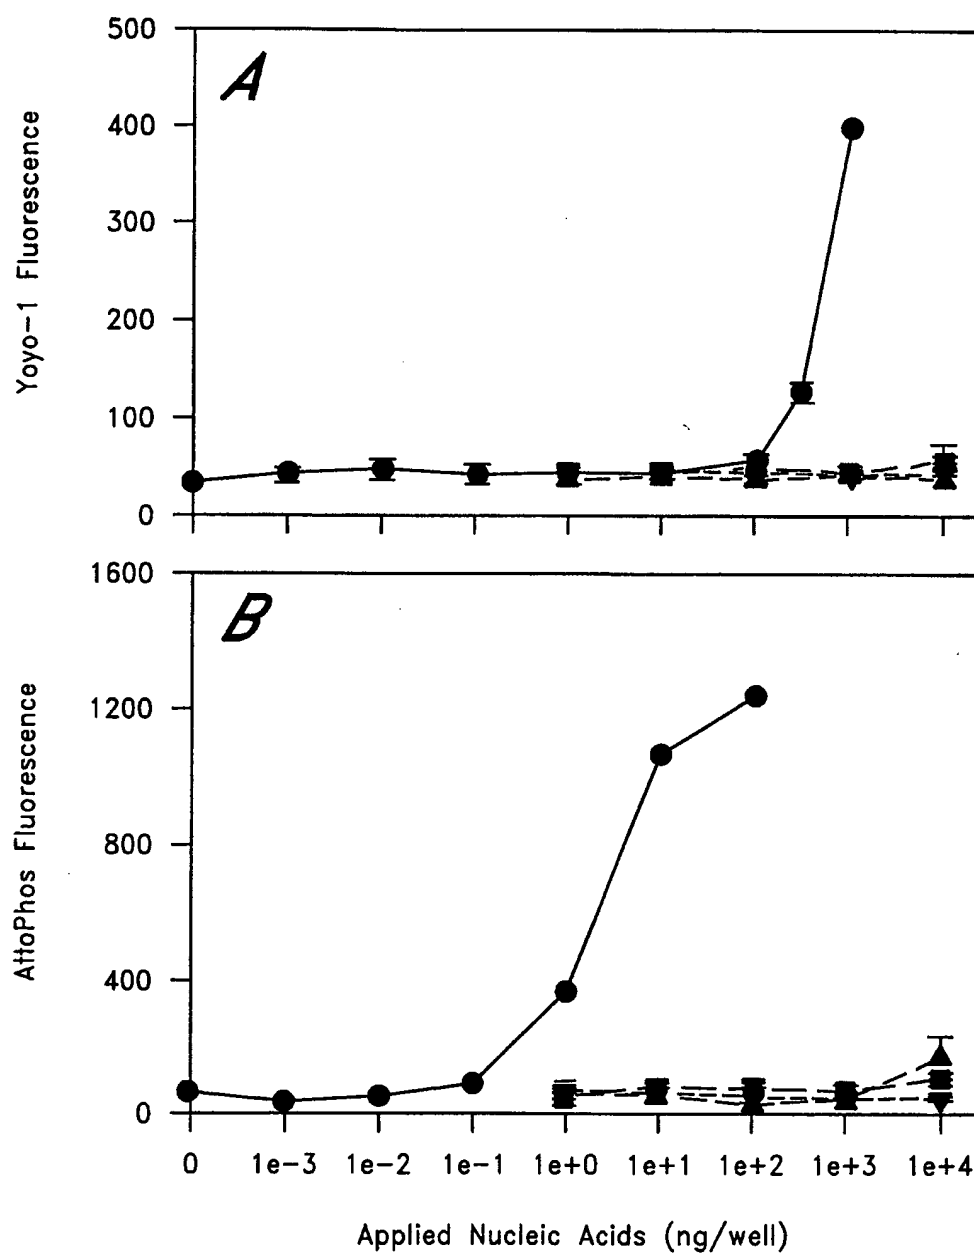 500
A
400
300
200
100
0
Yoyo-1 Fluorescence
1600
B
1200
800
400
0
AttoPhos Fluorescence
0 1e-3 1e-2 1e-1 1e+0 1e+1 1e+2 1e+3 1e+4
Applied Nucleic Acids (ng/well)